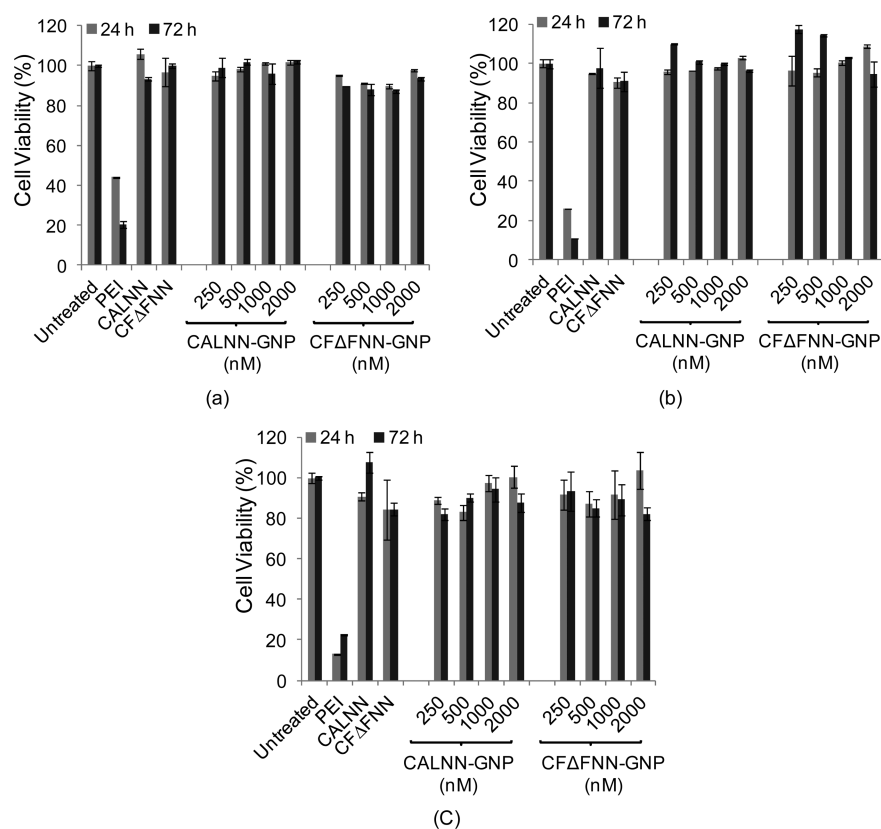 24 h 72 h
120
100
80
60
40
20
0
Cell Viability (%)
Untreated
PEI
CALNN
CFΔFNN
250
500
1000
2000
250
500
1000
2000
CALNN-GNP
(nM)
CFΔFNN-GNP
(nM)
(a)
24 h 72 h
120
100
80
60
40
20
0
Cell Viability (%)
Untreated
PEI
CALNN
CFΔFNN
250
500
1000
2000
250
500
1000
2000
CALNN-GNP
(nM)
CFΔFNN-GNP
(nM)
(b)
24 h 72 h
120
100
80
60
40
20
0
Cell Viability (%)
Untreated
PEI
CALNN
CFΔFNN
250
500
1000
2000
250
500
1000
2000
CALNN-GNP
(nM)
CFΔFNN-GNP
(nM)
(C)